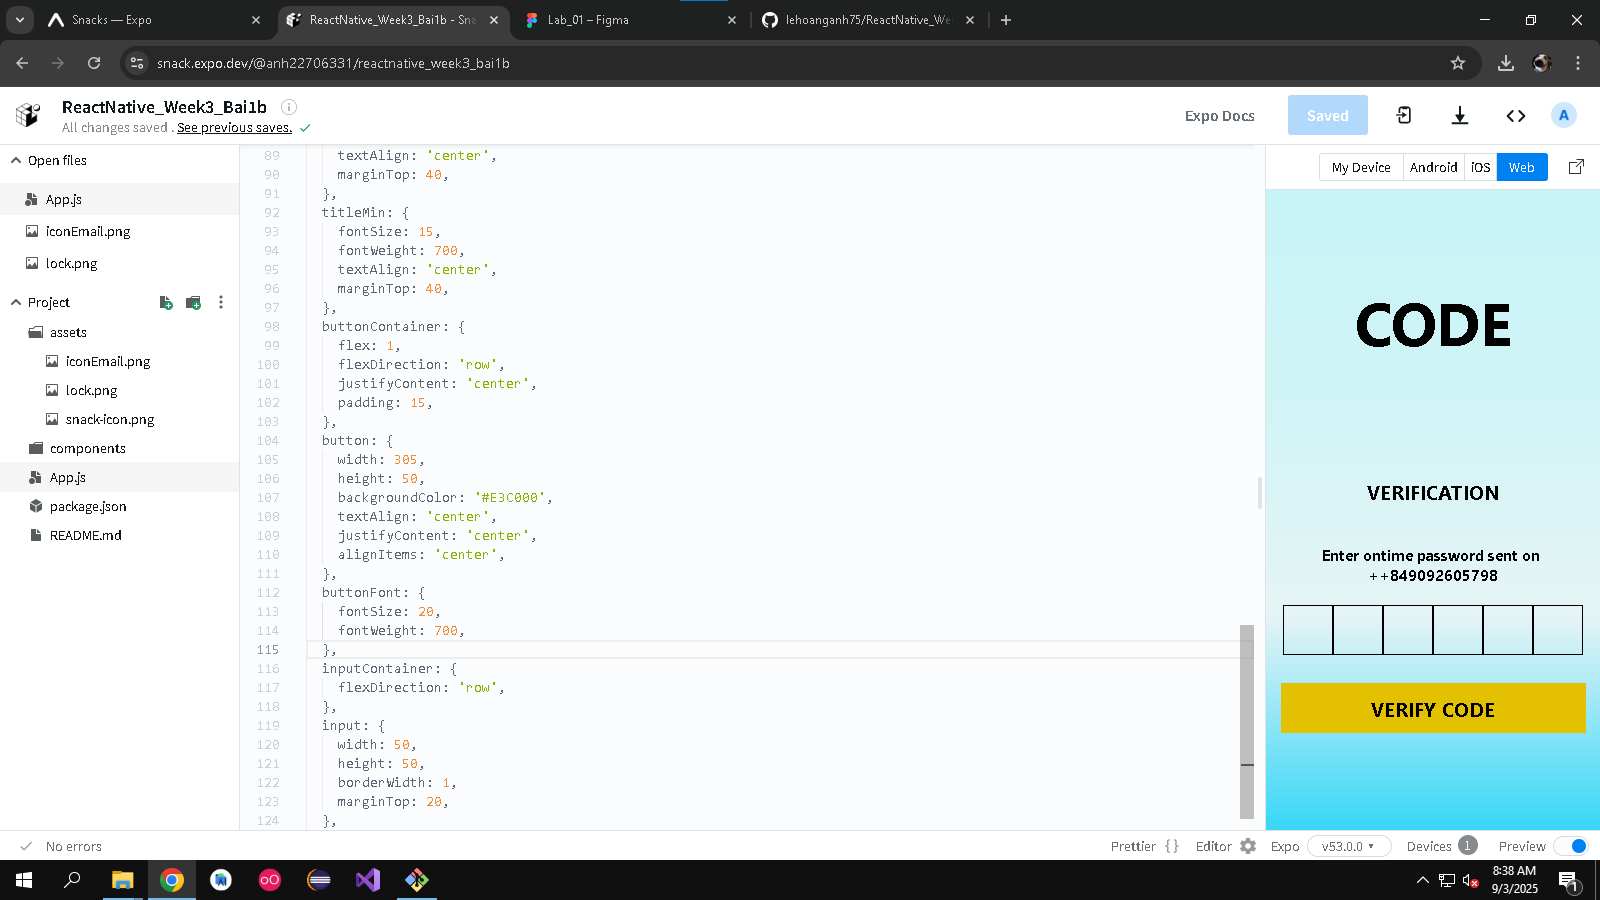 Snacks — Expo
ReactNative_Week3_Bai1b - Sna
Lab_01 – Figma
lehoanganh75/ReactNative_We
snack.expo.dev/@anh22706331/reactnative_week3_bai1b
ReactNative_Week3_Bai1b
All changes saved . See previous saves.
Expo Docs
Saved
A
Open files
App.js
iconEmail.png
lock.png
Project
assets
iconEmail.png
lock.png
snack-icon.png
components
App.js
package.json
README.md
89 textAlign: 'center',
90 marginTop: 40,
91 },
92 titleMin: {
93 fontSize: 15,
94 fontWeight: 700,
95 textAlign: 'center',
96 marginTop: 40,
97 },
98 buttonContainer: {
99 flex: 1,
100 flexDirection: 'row',
101 justifyContent: 'center',
102 padding: 15,
103 },
104 button: {
105 width: 305,
106 height: 50,
107 backgroundColor: '#E3C000',
108 textAlign: 'center',
109 justifyContent: 'center',
110 alignItems: 'center',
111 },
112 buttonFont: {
113 fontSize: 20,
114 fontWeight: 700,
115 },
116 inputContainer: {
117 flexDirection: 'row',
118 },
119 input: {
120 width: 50,
121 height: 50,
122 borderWidth: 1,
123 marginTop: 20,
124 },
My Device Android iOS Web
CODE
VERIFICATION
Enter ontime password sent on
++849092605798
VERIFY CODE
No errors
Prettier { } Editor Expo v53.0.0 Devices 1 Preview
8:38 AM
9/3/2025
1